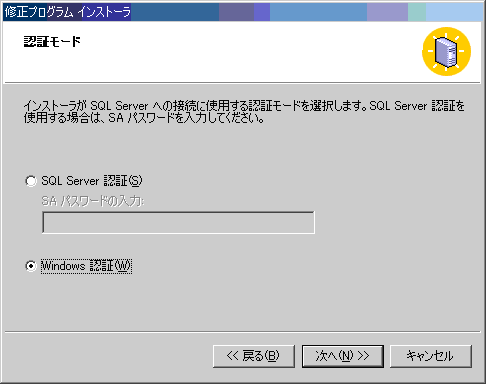 修正プログラム インストーラ
認証モード
インストーラが SQL Server への接続に使用する認証モードを選択します。SQL Server 認証を
使用する場合は、SA パスワードを入力してください。
SQL Server 認証(S)
SA パスワードの入力:
Windows 認証(W)
<< 戻る(B)
次へ(N) >>
キャンセル